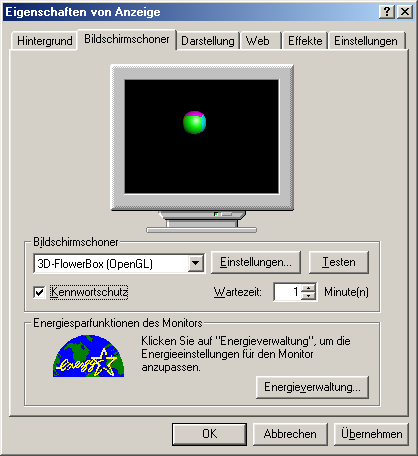 Eigenschaften von Anzeige
Hintergrund Bildschirmschoner Darstellung Web Effekte Einstellungen
Bildschirmschoner
3D-FlowerBox (OpenGL) Einstellungen... Testen
Kennwortschutz Wartezeit: 1 Minute(n)
Energiesparfunktionen des Monitors
energy
Klicken Sie auf "Energieverwaltung", um die
Energieeinstellungen für den Monitor
anzupassen.
Energieverwaltung...
OK Abbrechen Übernehmen